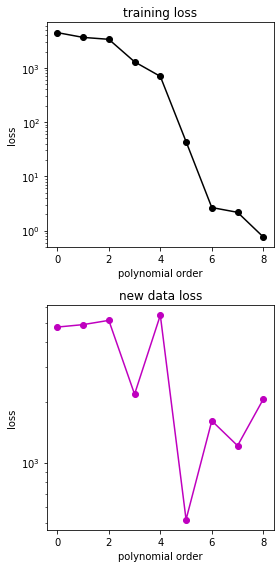 training loss
10³
10²
10¹
10⁰
loss
0 2 4 6 8
polynomial order
new data loss
10³
loss
0 2 4 6 8
polynomial order